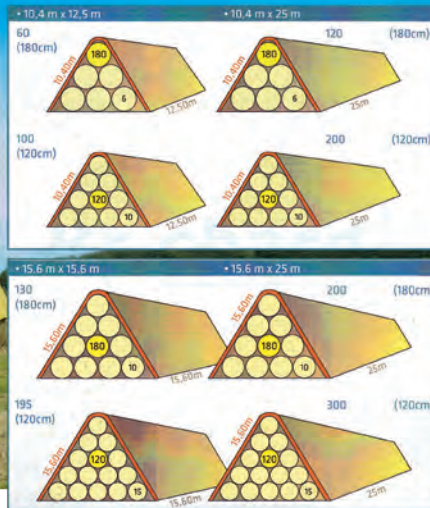 • 10,4 m x 12,5 m • 10,4 m x 25 m
60 (180cm)
180
6
10,40m
12,50m
120 (180cm)
180
6
10,40m
25m
100 (120cm)
120
10
10,40m
12,50m
200 (120cm)
120
10
10,40m
25m
• 15.6 m x 15,6 m • 15.6 m x 25 m
130 (180cm)
180
10
15,60m
15,60m
200 (180cm)
180
10
15,60m
25m
195 (120cm)
120
15
15,60m
15,60m
300 (120cm)
120
15
15,60m
25m